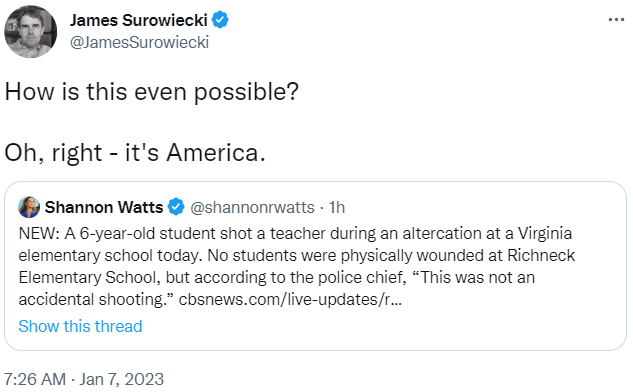 James Surowiecki
@JamesSurowiecki
How is this even possible?
Oh, right - it's America.
Shannon Watts @shannonrwatts · 1h
NEW: A 6-year-old student shot a teacher during an altercation at a Virginia
elementary school today. No students were physically wounded at Richneck
Elementary School, but according to the police chief, “This was not an
accidental shooting.” cbsnews.com/live-updates/r...
Show this thread
7:26 AM · Jan 7, 2023